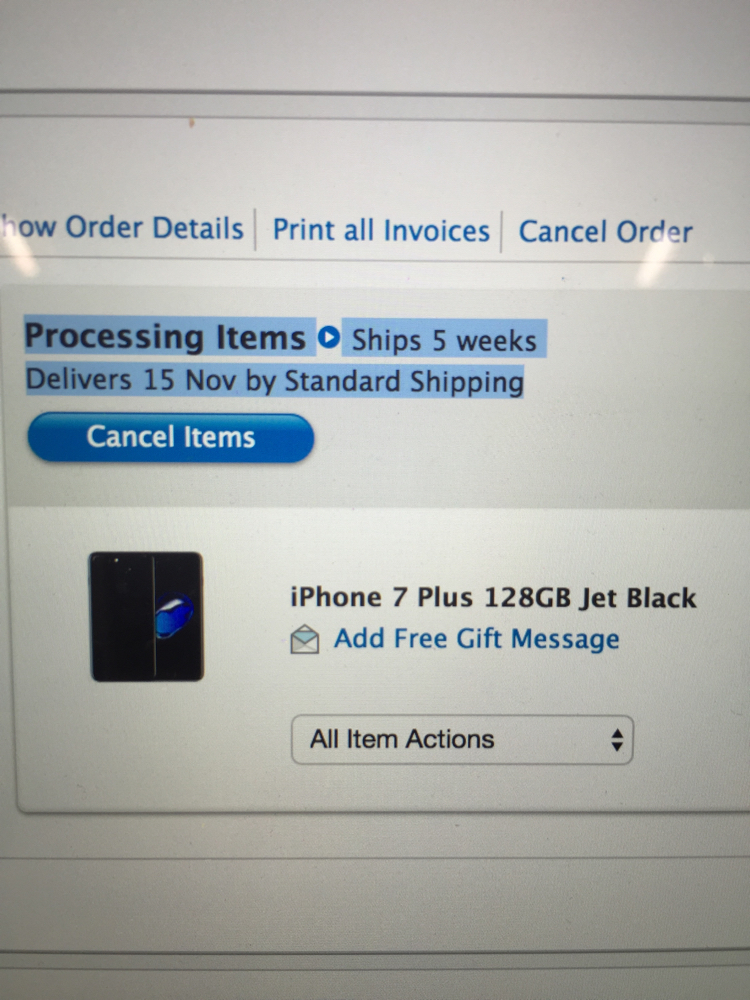 how Order Details Print all Invoices Cancel Order
Processing Items Ships 5 weeks
Delivers 15 Nov by Standard Shipping
Cancel Items
iPhone 7 Plus 128GB Jet Black
Add Free Gift Message
All Item Actions